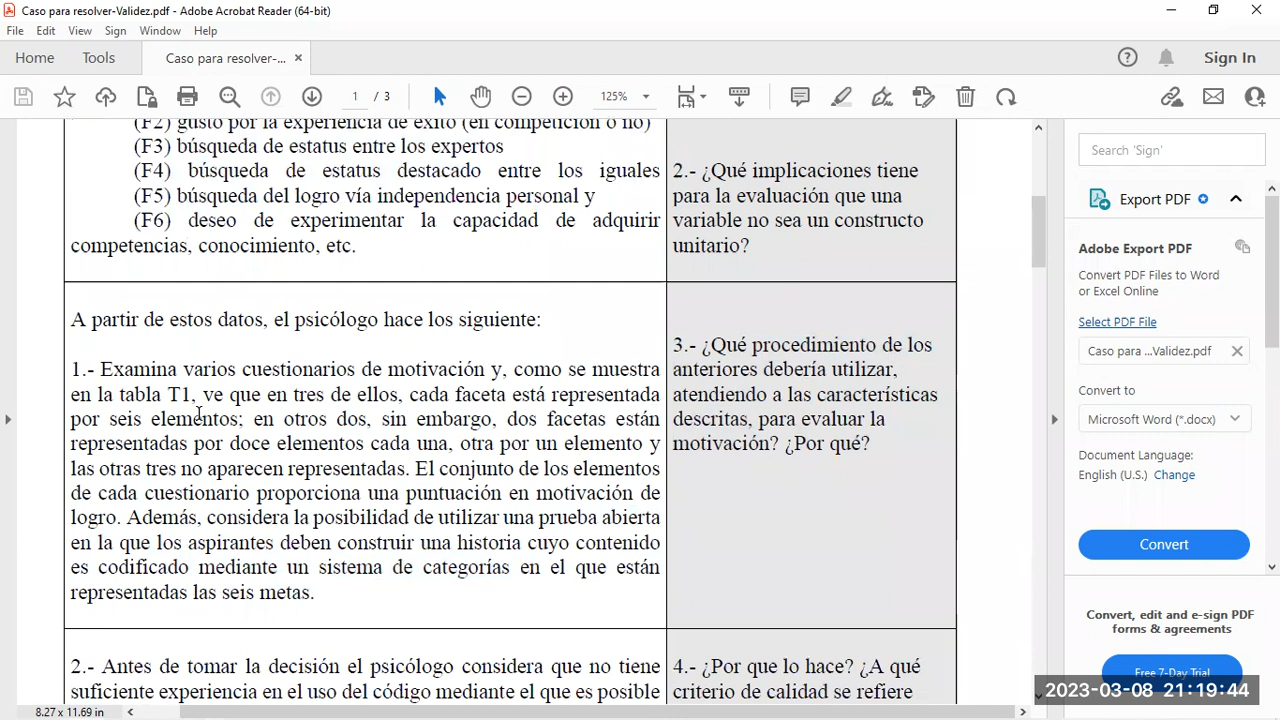 Caso para resolver-Validez.pdf - Adobe Acrobat Reader (64-bit)
File Edit View Sign Window Help
Home Tools Caso para resolver-... × Sign In
1 / 3 125%
(F2) gusto por la experiencia de éxito (en competición o no)
(F3) búsqueda de estatus entre los expertos
(F4) búsqueda de estatus destacado entre los iguales
(F5) búsqueda del logro vía independencia personal y
(F6) deseo de experimentar la capacidad de adquirir
competencias, conocimiento, etc.
2.- ¿Qué implicaciones tiene
para la evaluación que una
variable no sea un constructo
unitario?
A partir de estos datos, el psicólogo hace los siguiente:
1.- Examina varios cuestionarios de motivación y, como se muestra
en la tabla T1, ve que en tres de ellos, cada faceta está representada
por seis elementos; en otros dos, sin embargo, dos facetas están
representadas por doce elementos cada una, otra por un elemento y
las otras tres no aparecen representadas. El conjunto de los elementos
de cada cuestionario proporciona una puntuación en motivación de
logro. Además, considera la posibilidad de utilizar una prueba abierta
en la que los aspirantes deben construir una historia cuyo contenido
es codificado mediante un sistema de categorías en el que están
representadas las seis metas.
3.- ¿Qué procedimiento de los
anteriores debería utilizar,
atendiendo a las características
descritas, para evaluar la
motivación? ¿Por qué?
2.- Antes de tomar la decisión el psicólogo considera que no tiene
suficiente experiencia en el uso del código mediante el que es posible
4.- ¿Por que lo hace? ¿A qué
criterio de calidad se refiere
Search 'Sign'
Export PDF
Adobe Export PDF
Convert PDF Files to Word
or Excel Online
Select PDF File
Caso para ...Validez.pdf
Convert to
Microsoft Word (*.docx)
Document Language:
English (U.S.) Change
Convert
Convert, edit and e-sign PDF
forms & agreements
Free 7-Day Trial
2023-03-08 21:19:44
8.27 x 11.69 in